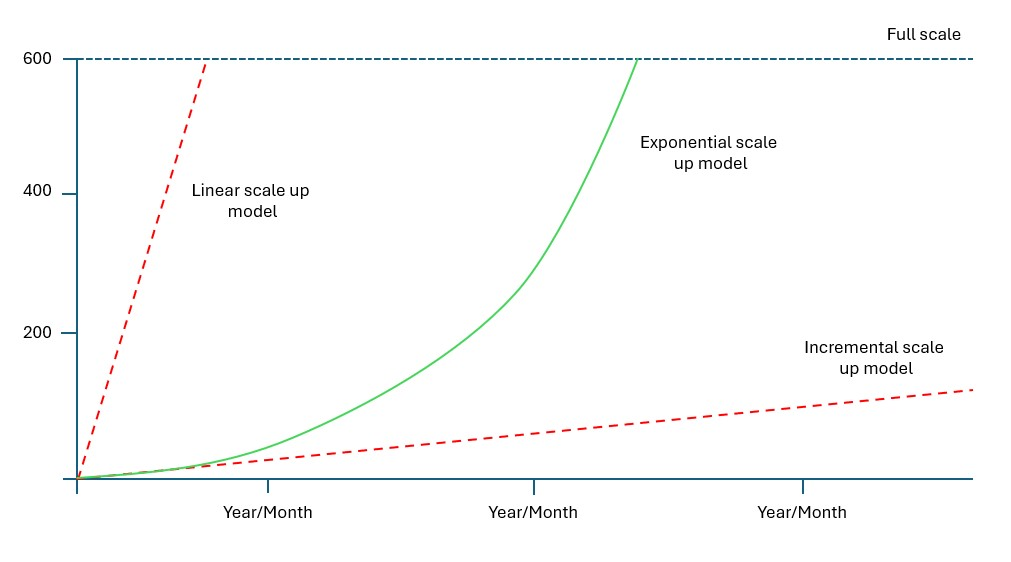 Full scale
600
Exponential scale
up model
400
Linear scale up
model
200
Incremental scale
up model
Year/Month
Year/Month
Year/Month